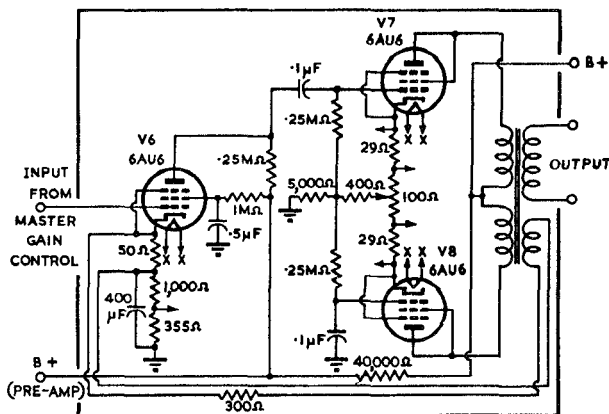 V7
6AU6
B+
·1µF
V6
6AU6
·25MΩ
·25MΩ
X X
29Ω
OUTPUT
INPUT
FROM
MASTER
GAIN
CONTROL
5,000Ω
400Ω
100Ω
1MΩ
·5µF
50Ω
X X
29Ω
X X
V8
6AU6
·25MΩ
1,000Ω
400
µF
355Ω
·1µF
B+
(PRE-AMP)
40,000Ω
300Ω